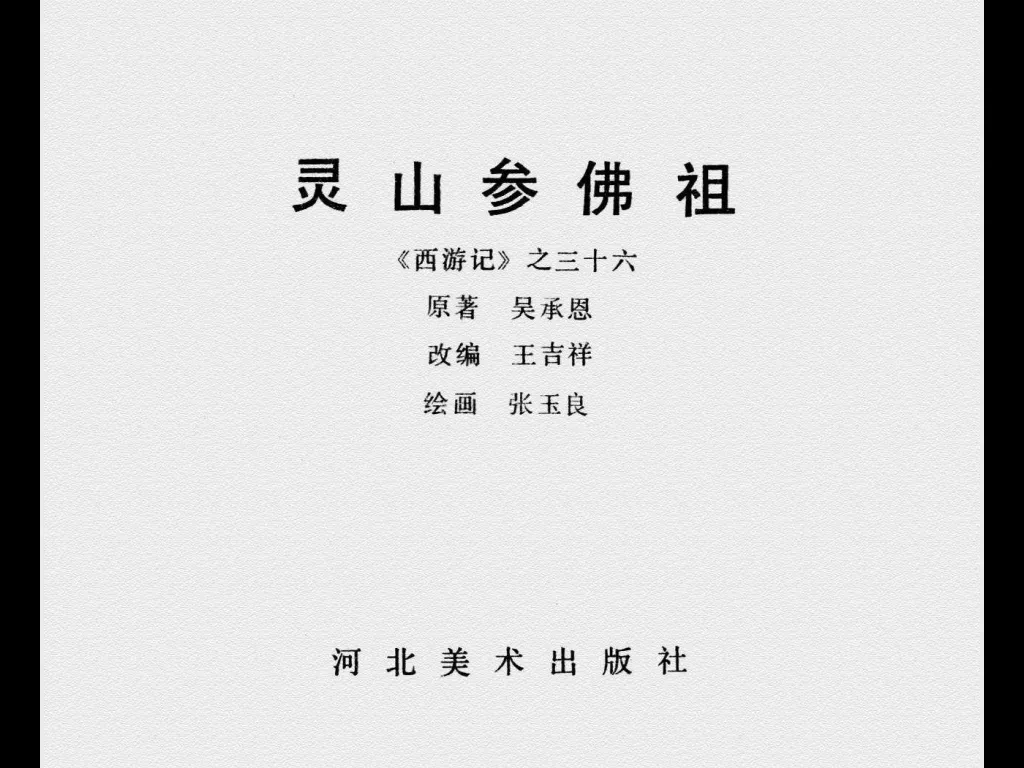 灵山参佛祖
《西游记》之三十六
原著 吴承恩
改编 王吉祥
绘画 张玉良
河北美术出版社